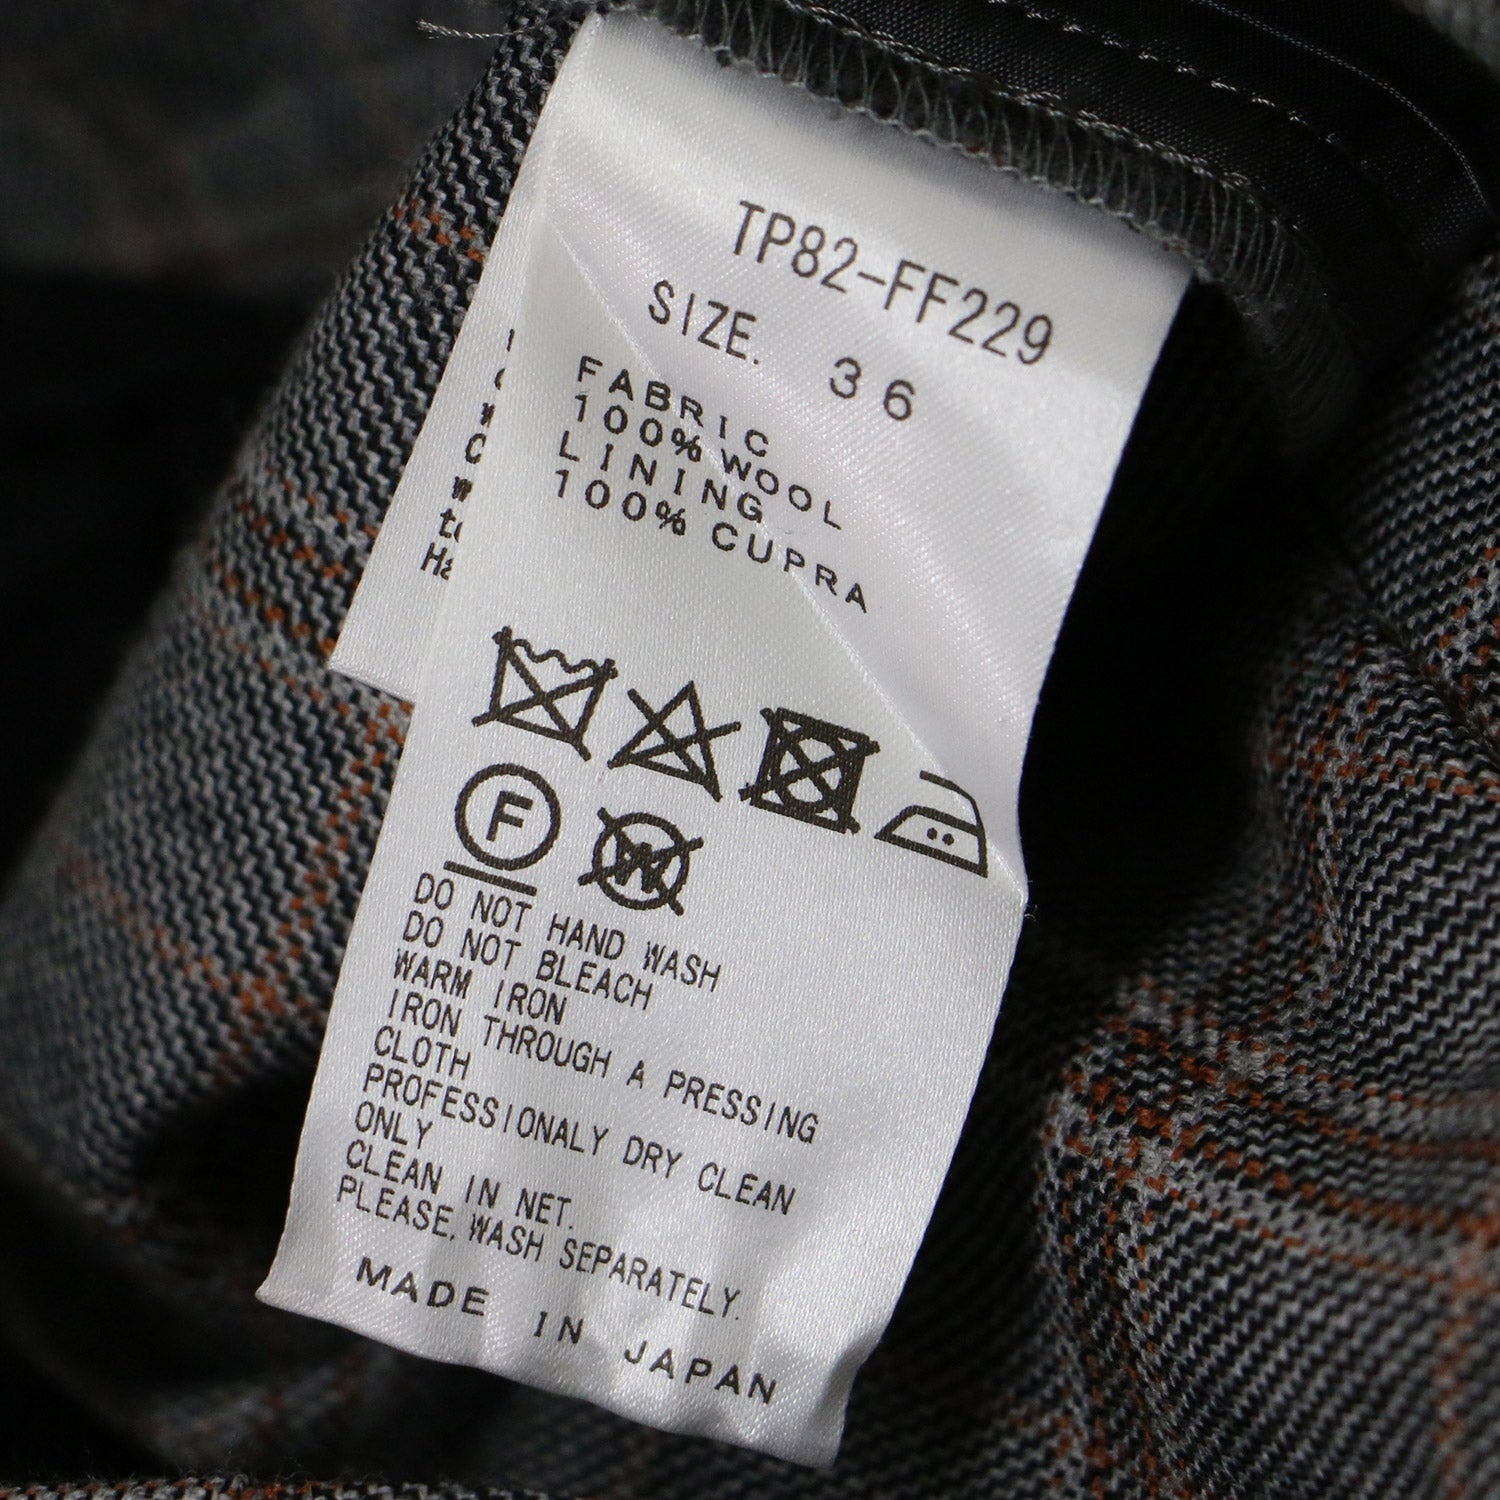 TP82-FF229
SIZE. 36
FABRIC
100% WOOL
LINING
100% CUPRA
F
W
DO NOT HAND WASH
DO NOT BLEACH
WARM IRON
IRON THROUGH A PRESSING
CLOTH
PROFESSIONALY DRY CLEAN
ONLY
CLEAN IN NET.
PLEASE, WASH SEPARATELY.
MADE IN JAPAN